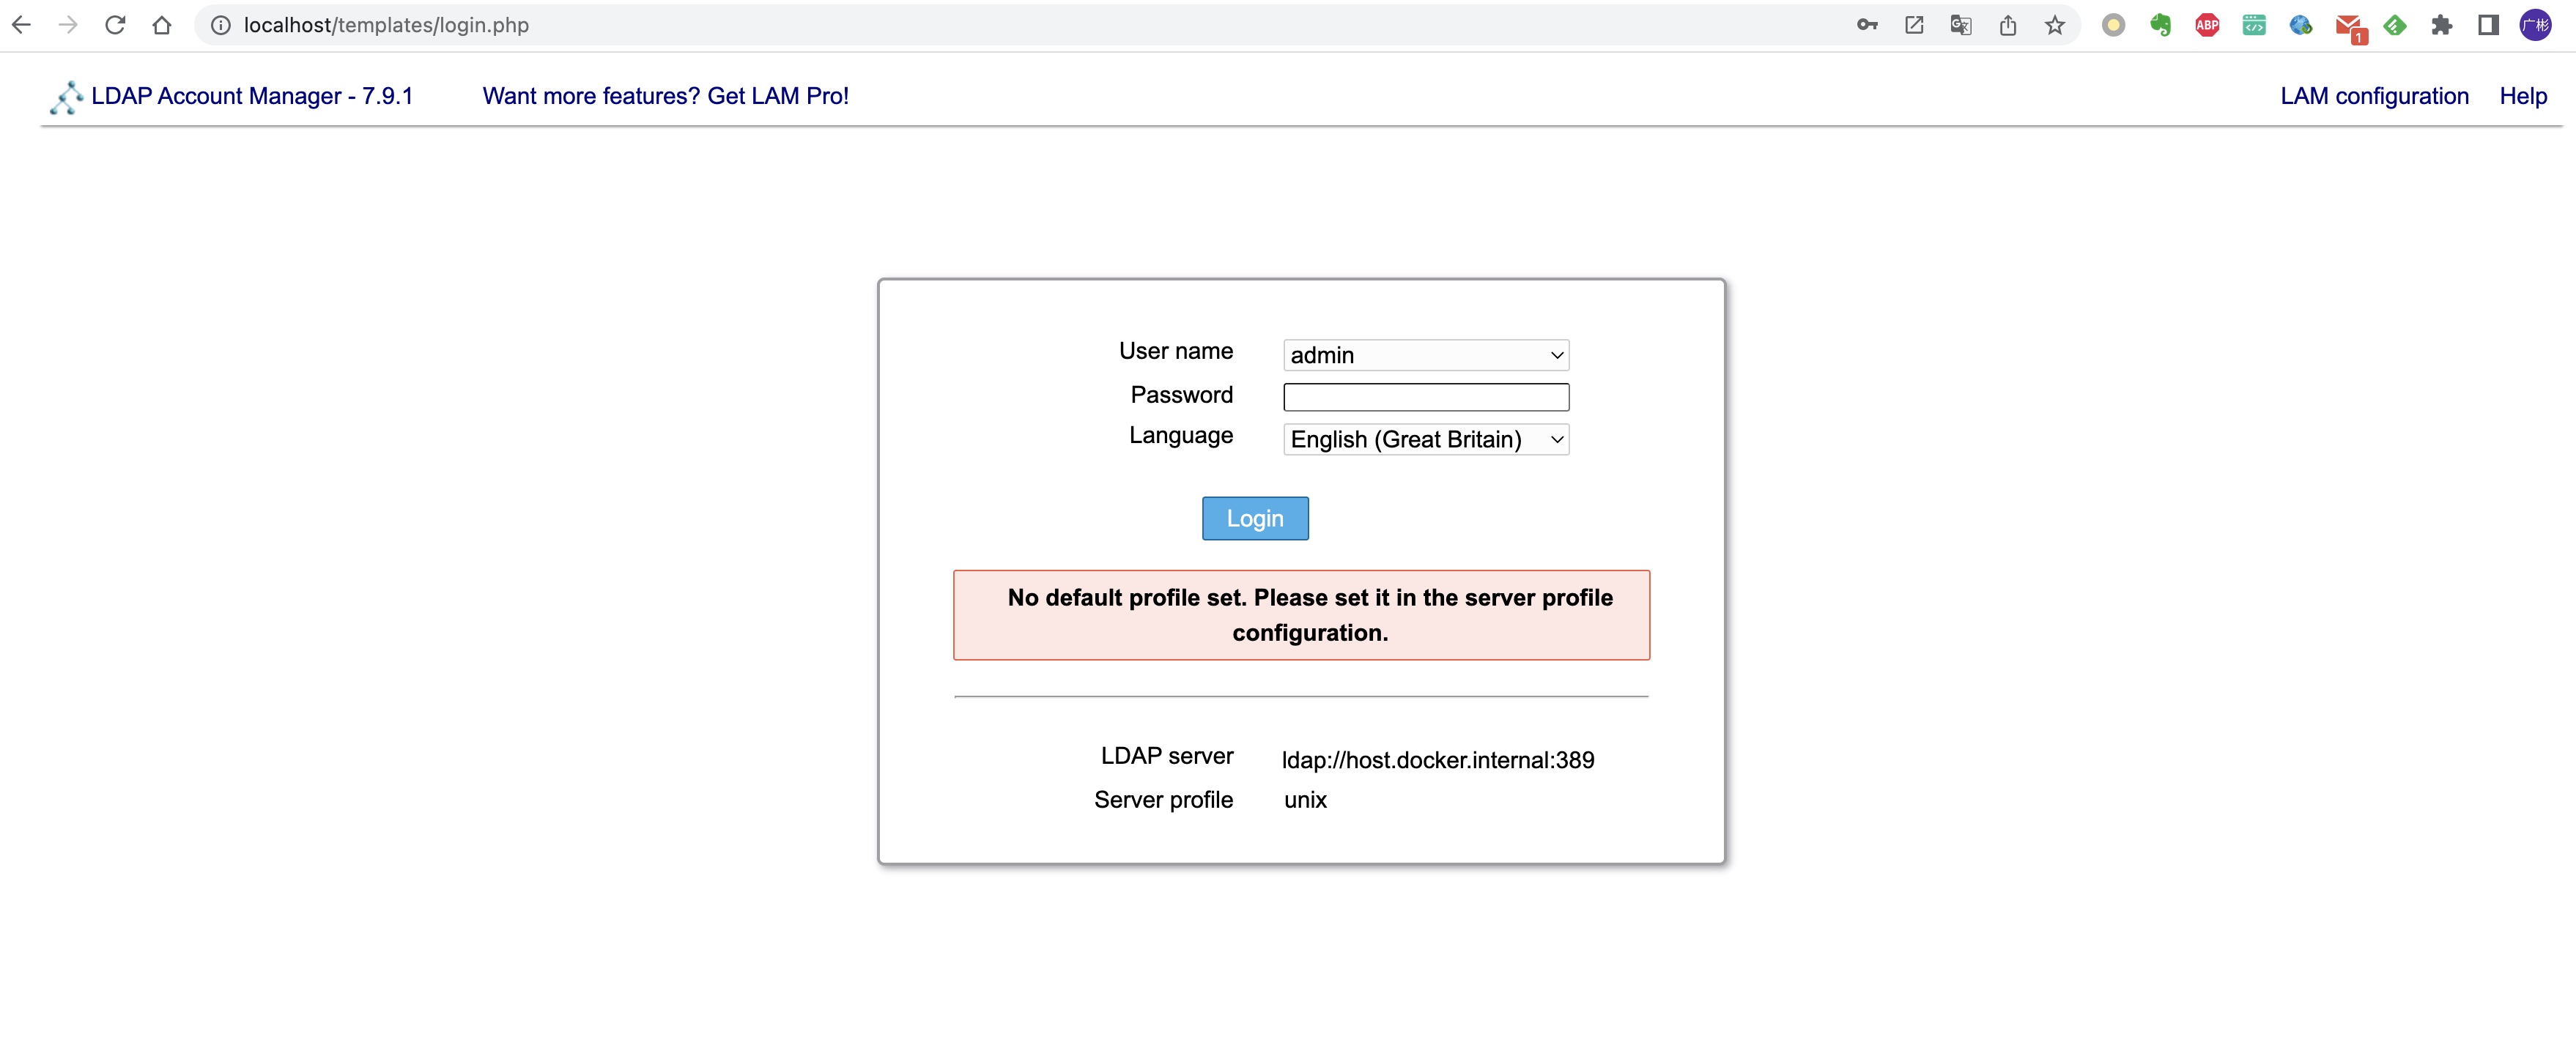 localhost/templates/login.php
ABP
1
广彬
LDAP Account Manager - 7.9.1
Want more features? Get LAM Pro!
LAM configuration
Help
User name
admin
Password
Language
English (Great Britain)
Login
No default profile set. Please set it in the server profile
configuration.
LDAP server
ldap://host.docker.internal:389
Server profile
unix